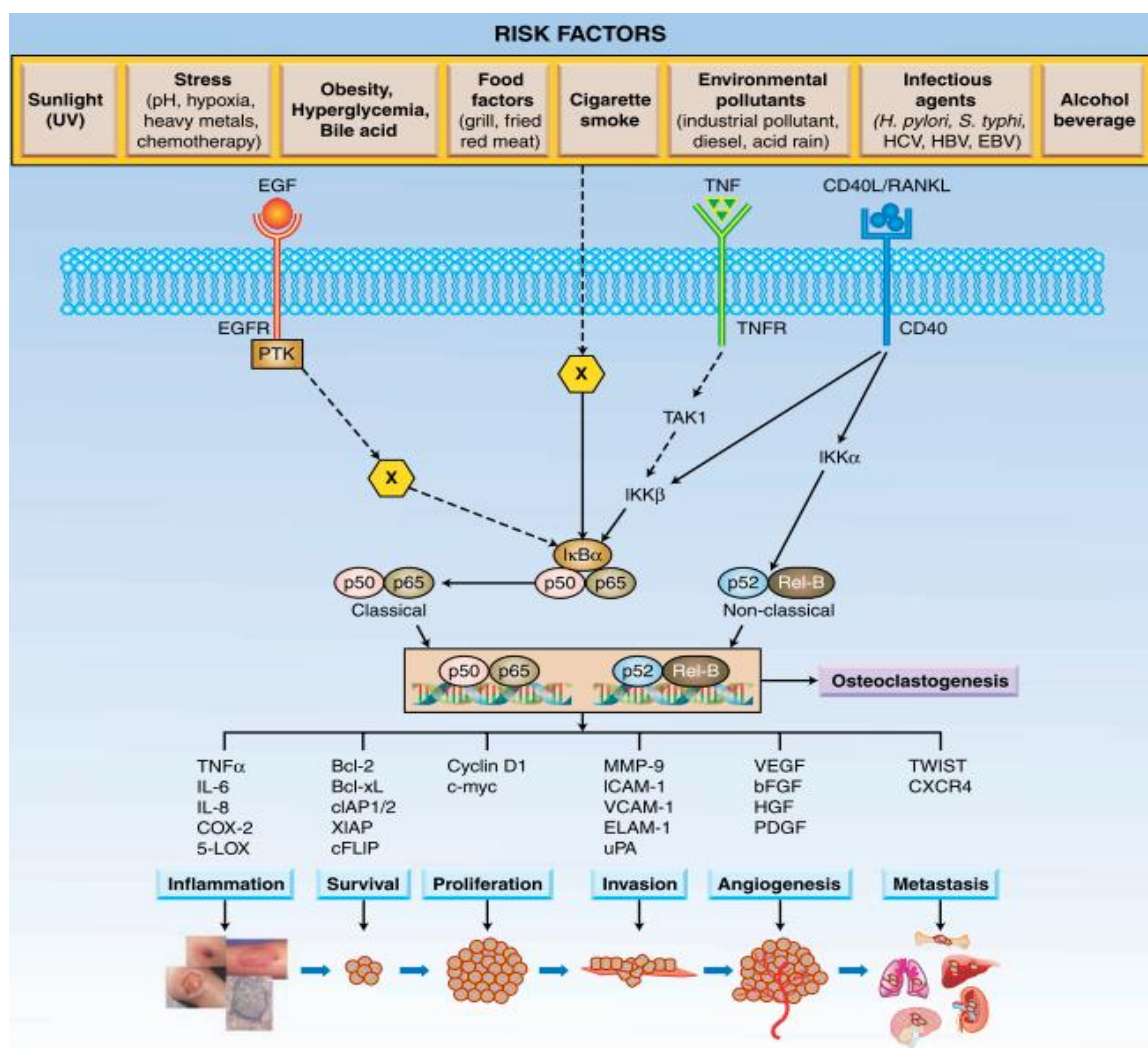 RISK FACTORS
Sunlight
(UV)
Stress
(pH, hypoxia,
heavy metals,
chemotherapy)
Obesity,
Hyperglycemia,
Bile acid
Food
factors
(grill, fried
red meat)
Cigarette
smoke
Environmental
pollutants
(industrial pollutant,
diesel, acid rain)
Infectious
agents
(H. pylori, S. typhi,
HCV, HBV, EBV)
Alcohol
beverage
EGF
TNF
CD40L/RANKL
EGFR
PTK
TNFR
CD40
X
TAK1
IKKα
X
IKKβ
IκBα
p50
p65
p50
p65
p52
Rel-B
Classical
Non-classical
p50
p65
p52
Rel-B
Osteoclastogenesis
TNFα
IL-6
IL-8
COX-2
5-LOX
Bcl-2
Bcl-xL
cIAP1/2
XIAP
cFLIP
Cyclin D1
c-myc
MMP-9
ICAM-1
VCAM-1
ELAM-1
uPA
VEGF
bFGF
HGF
PDGF
TWIST
CXCR4
Inflammation
Survival
Proliferation
Invasion
Angiogenesis
Metastasis